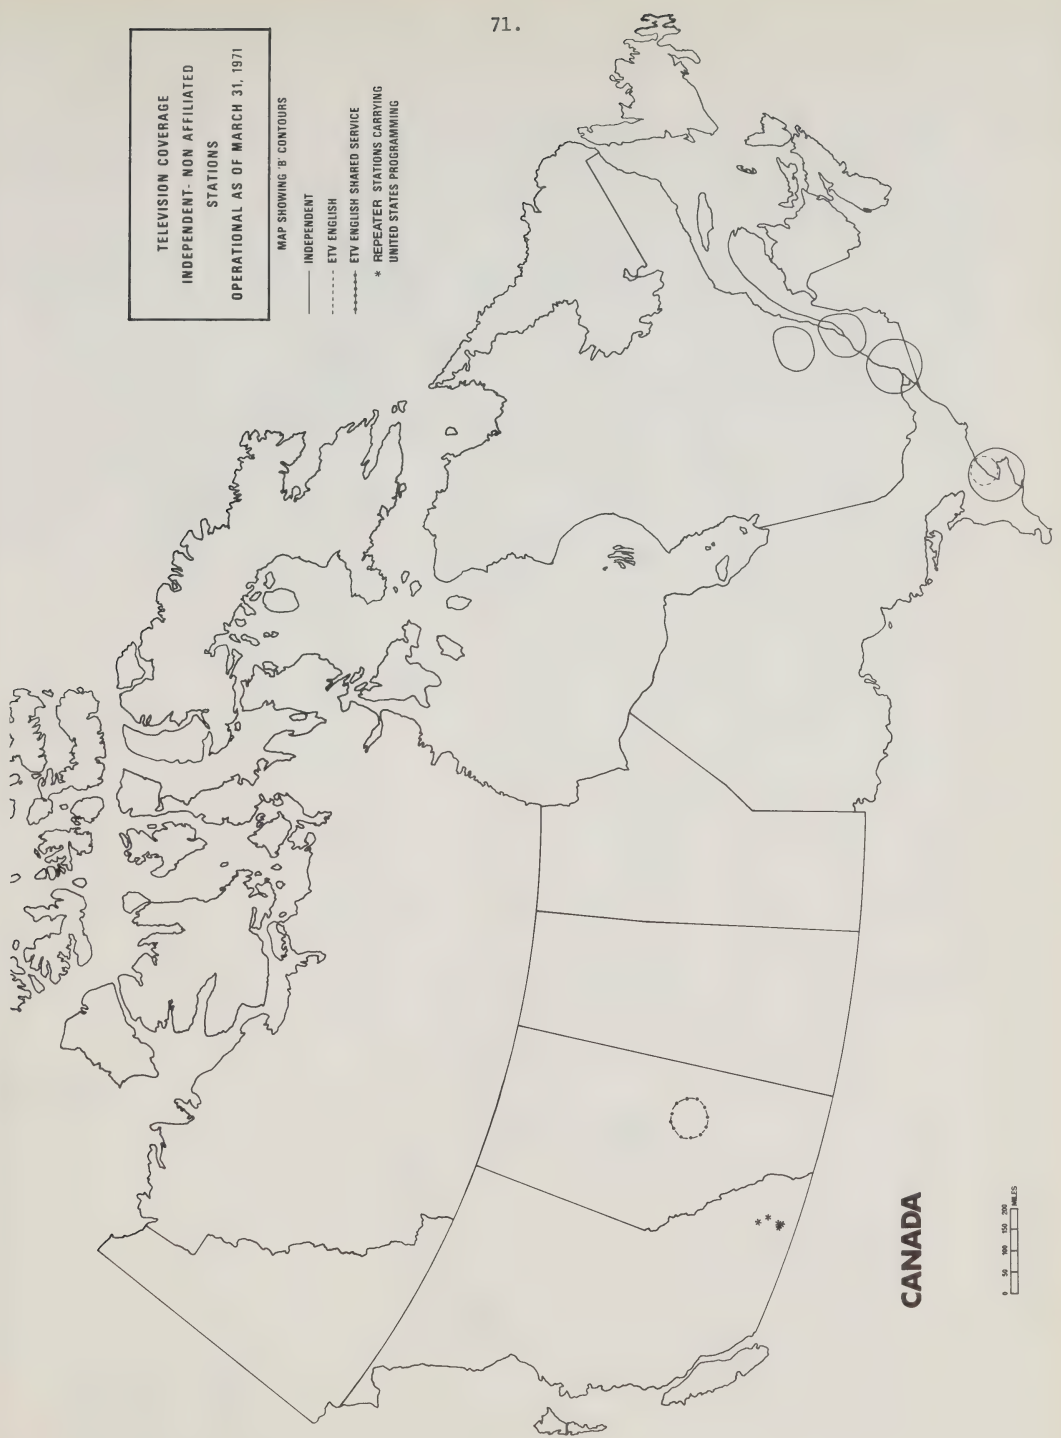 71.
TELEVISION COVERAGE
INDEPENDENT- NON AFFILIATED
STATIONS
OPERATIONAL AS OF MARCH 31, 1971
MAP SHOWING 'B' CONTOURS
INDEPENDENT
ETV ENGLISH
ETV ENGLISH SHARED SERVICE
* REPEATER STATIONS CARRYING
UNITED STATES PROGRAMMING
CANADA
0 50 100 150 200
MILES